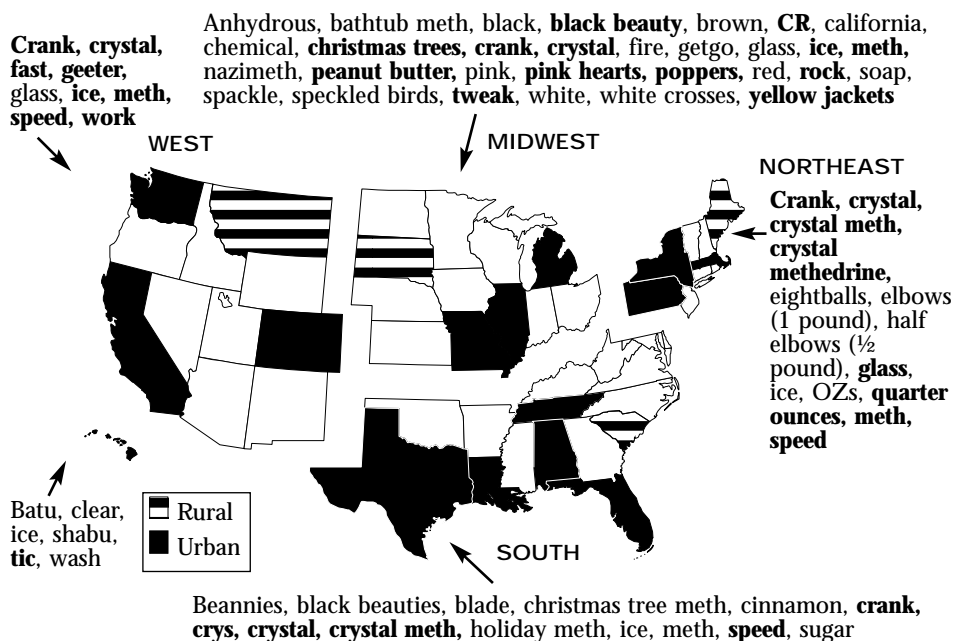 Anhydrous, bathtub meth, black, black beauty, brown, CR, california,
chemical, christmas trees, crank, crystal, fire, getgo, glass, ice, meth,
nazimeth, peanut butter, pink, pink hearts, poppers, red, rock, soap,
spackle, speckled birds, tweak, white, white crosses, yellow jackets
Crank, crystal,
fast, geeter,
glass, ice, meth,
speed, work
WEST
MIDWEST
NORTHEAST
Crank, crystal,
crystal meth,
crystal
methedrine,
eightballs, elbows
(1 pound), half
elbows (½
pound), glass,
ice, OZs, quarter
ounces, meth,
speed
Batu, clear,
ice, shabu,
tic, wash
Rural
Urban
SOUTH
Beannies, black beauties, blade, christmas tree meth, cinnamon, crank,
crys, crystal, crystal meth, holiday meth, ice, meth, speed, sugar